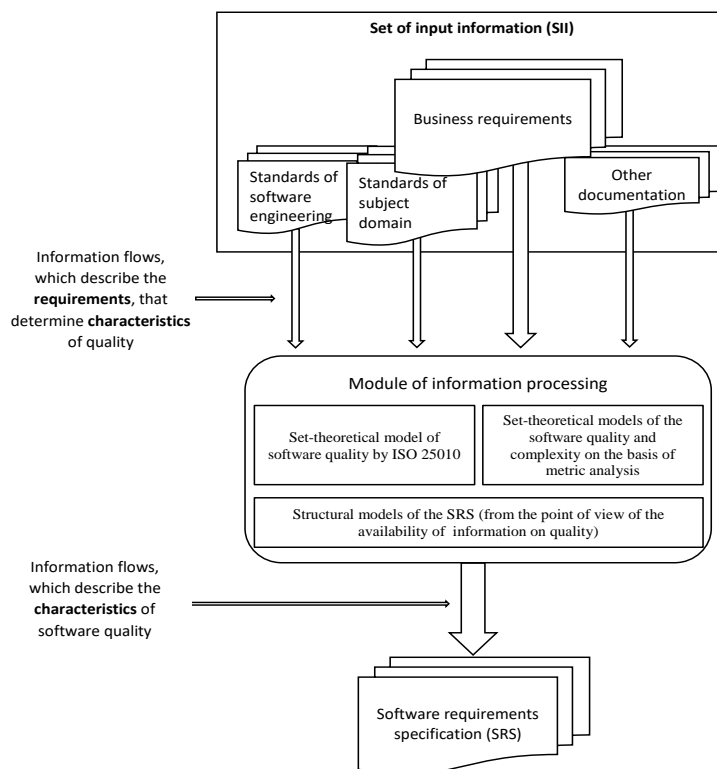 Set of input information (SII)
Business requirements
Standards of
software
engineering
Standards of
subject
domain
Other
documentation
Information flows,
which describe the
requirements, that
determine characteristics
of quality
Module of information processing
Set-theoretical model of
software quality by ISO 25010
Set-theoretical models of the
software quality and
complexity on the basis of
metric analysis
Structural models of the SRS (from the point of view of the
availability of information on quality)
Information flows,
which describe the
characteristics of
software quality
Software requirements
specification (SRS)